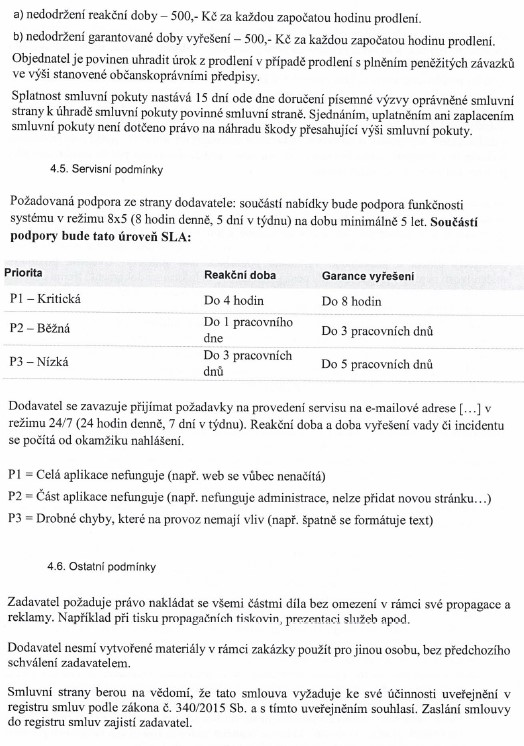 a) nedodržení reakční doby – 500,- Kč za každou započatou hodinu prodlení.
b) nedodržení garantované doby vyřešení – 500,- Kč za každou započatou hodinu prodlení.
Objednatel je povinen uhradit úrok z prodlení v případě prodlení s plněním peněžitých závazků
ve výši stanovené občanskoprávními předpisy.
Splatnost smluvní pokuty nastává 15 dní ode dne doručení písemné výzvy oprávněné smluvní
strany k úhradě smluvní pokuty povinné smluvní straně. Sjednáním, uplatněním ani zaplacením
smluvní pokuty není dotčeno právo na náhradu škody přesahující výši smluvní pokuty.
4.5. Servisní podmínky
Požadovaná podpora ze strany dodavatele: součástí nabídky bude podpora funkčnosti
systému v režimu 8x5 (8 hodin denně, 5 dní v týdnu) na dobu minimálně 5 let. Součástí
podpory bude tato úroveň SLA:
Priorita Reakční doba Garance vyřešení
P1 – Kritická Do 4 hodin Do 8 hodin
P2 – Běžná Do 1 pracovního dne Do 3 pracovních dnů
P3 – Nízká Do 3 pracovních dnů Do 5 pracovních dnů
Dodavatel se zavazuje přijímat požadavky na provedení servisu na e-mailové adrese [...] v
režimu 24/7 (24 hodin denně, 7 dní v týdnu). Reakční doba a doba vyřešení vady či incidentu
se počítá od okamžiku nahlášení.
P1 = Celá aplikace nefunguje (např. web se vůbec nenačítá)
P2 = Část aplikace nefunguje (např. nefunguje administrace, nelze přidat novou stránku…)
P3 = Drobné chyby, které na provoz nemají vliv (např. špatně se formátuje text)
4.6. Ostatní podmínky
Zadavatel požaduje právo nakládat se všemi částmi díla bez omezení v rámci své propagace a
reklamy. Například při tisku propagačních tiskovin, prezentaci služeb apod.
Dodavatel nesmí vytvořené materiály v rámci zakázky použít pro jinou osobu, bez předchozího
schválení zadavatelem.
Smluvní strany berou na vědomí, že tato smlouva vyžaduje ke své účinnosti uveřejnění v
registru smluv podle zákona č. 340/2015 Sb. a s tímto uveřejněním souhlasí. Zaslání smlouvy
do registru smluv zajistí zadavatel.